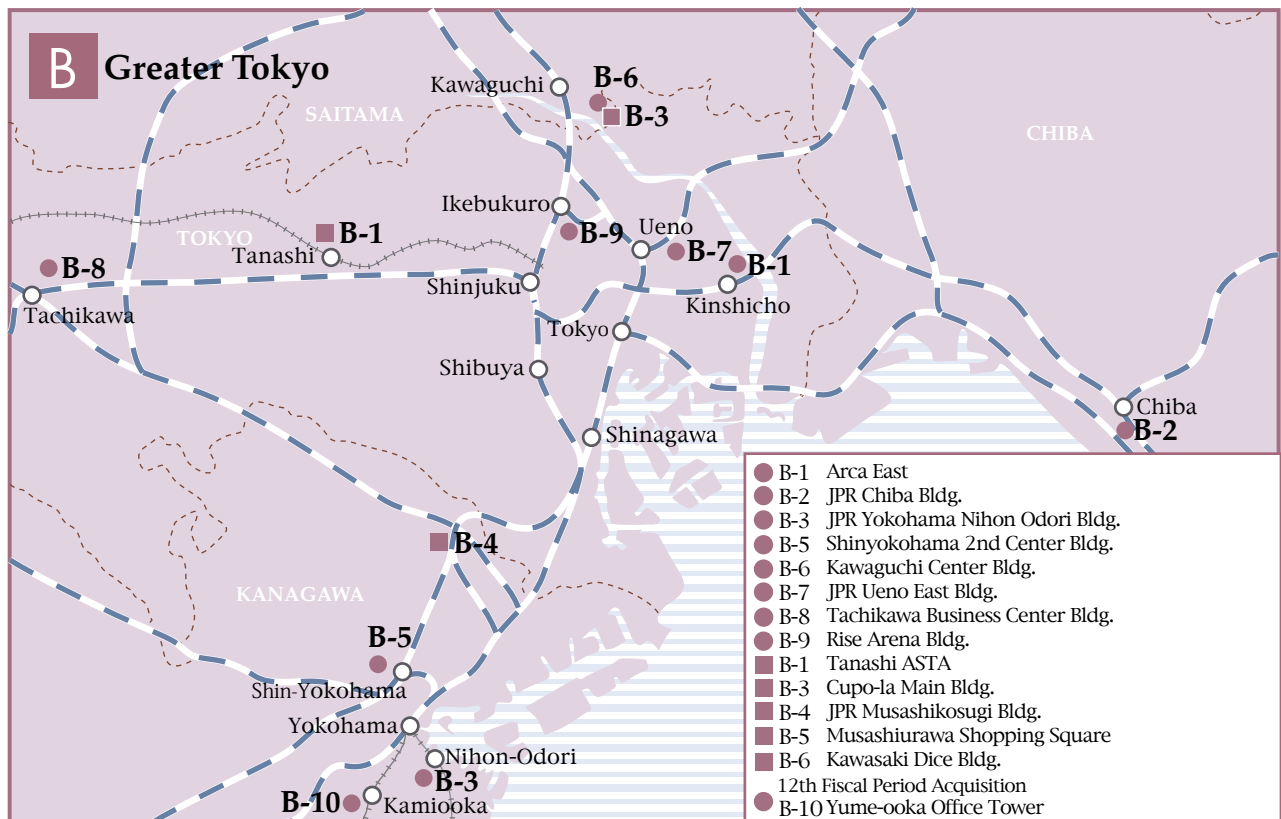 B Greater Tokyo
Kawaguchi
B-6
B-3
SAITAMA
CHIBA
Ikebukuro
B-9
Ueno
B-7
B-1
Kinshicho
TOKYO
B-1
Tanashi
B-8
Tachikawa
Shinjuku
Tokyo
Shibuya
Shinagawa
Chiba
B-2
B-4
KANAGAWA
B-5
Shin-Yokohama
Yokohama
Nihon-Odori
B-3
B-10
Kamiooka
B-1 Arca East
B-2 JPR Chiba Bldg.
B-3 JPR Yokohama Nihon Odori Bldg.
B-5 Shinyokohama 2nd Center Bldg.
B-6 Kawaguchi Center Bldg.
B-7 JPR Ueno East Bldg.
B-8 Tachikawa Business Center Bldg.
B-9 Rise Arena Bldg.
B-1 Tanashi ASTA
B-3 Cupo-la Main Bldg.
B-4 JPR Musashikosugi Bldg.
B-5 Musashiurawa Shopping Square
B-6 Kawasaki Dice Bldg.
12th Fiscal Period Acquisition
B-10 Yume-ooka Office Tower